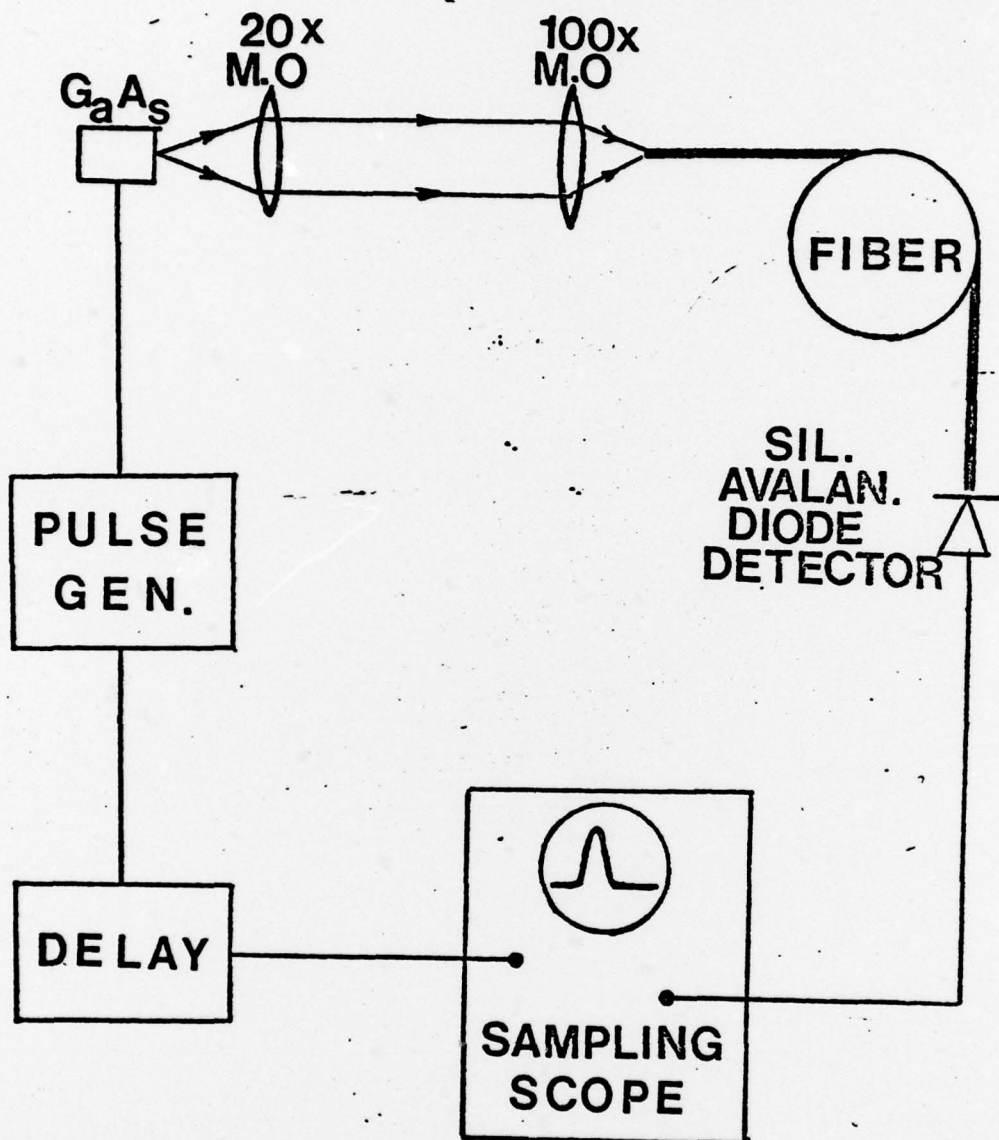 20x
M.O
100x
M.O
GaAs
FIBER
SIL.
AVALAN.
DIODE
DETECTOR
PULSE
GEN.
DELAY
SAMPLING
SCOPE